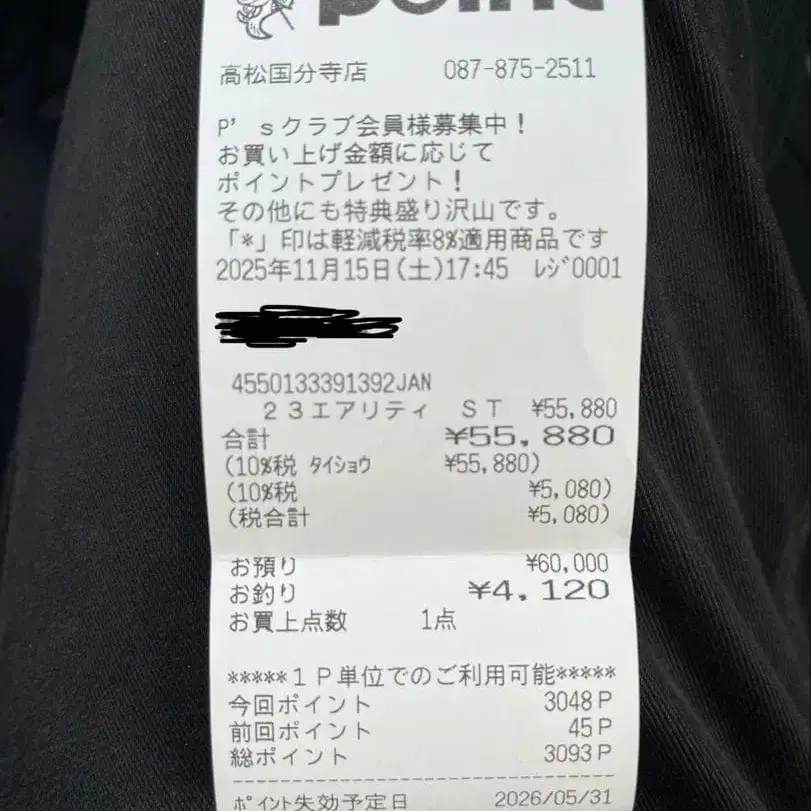 point
高松国分寺店 087-875-2511
P'sクラブ会員様募集中!
お買い上げ金額に応じて
ポイントプレゼント!
その他にも特典盛り沢山です。
「*」印は軽減税率8%適用商品です
2025年11月15日(土)17:45 ﾚｼﾞ0001
4550133391392JAN
23エアリティ ST ¥55,880
合計 ¥55,880
(10%税 ﾀｲｼｮｳ ¥55,880)
(10%税 ¥5,080)
(税合計 ¥5,080)
お預り ¥60,000
お釣り ¥4,120
お買上点数 1点
*****1P単位でのご利用可能*****
今回ポイント 3048P
前回ポイント 45P
総ポイント 3093P
ﾎﾟｲﾝﾄ失効予定日 2026/05/31